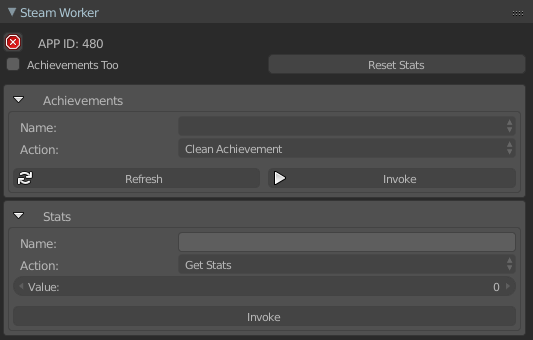 Steam Worker
APP ID: 480
Achievements Too Reset Stats
Achievements
Name:
Action: Clean Achievement
Refresh Invoke
Stats
Name:
Action: Get Stats
Value: 0
Invoke